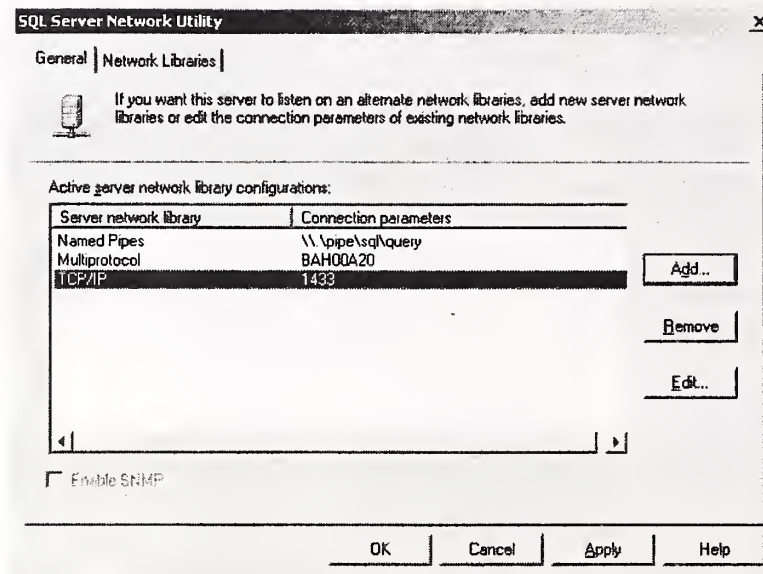 SQL Server Network Utility
General Network Libraries
If you want this server to listen on an alternate network libraries, add new server network
libraries or edit the connection parameters of existing network libraries.
Active server network library configurations:
Server network library Connection parameters
Named Pipes \\.\pipe\sql\query
Multiprotocol BAH00A20
TCP/IP 1433
Add...
Remove
Edit...
Enable SNMP
OK Cancel Apply Help